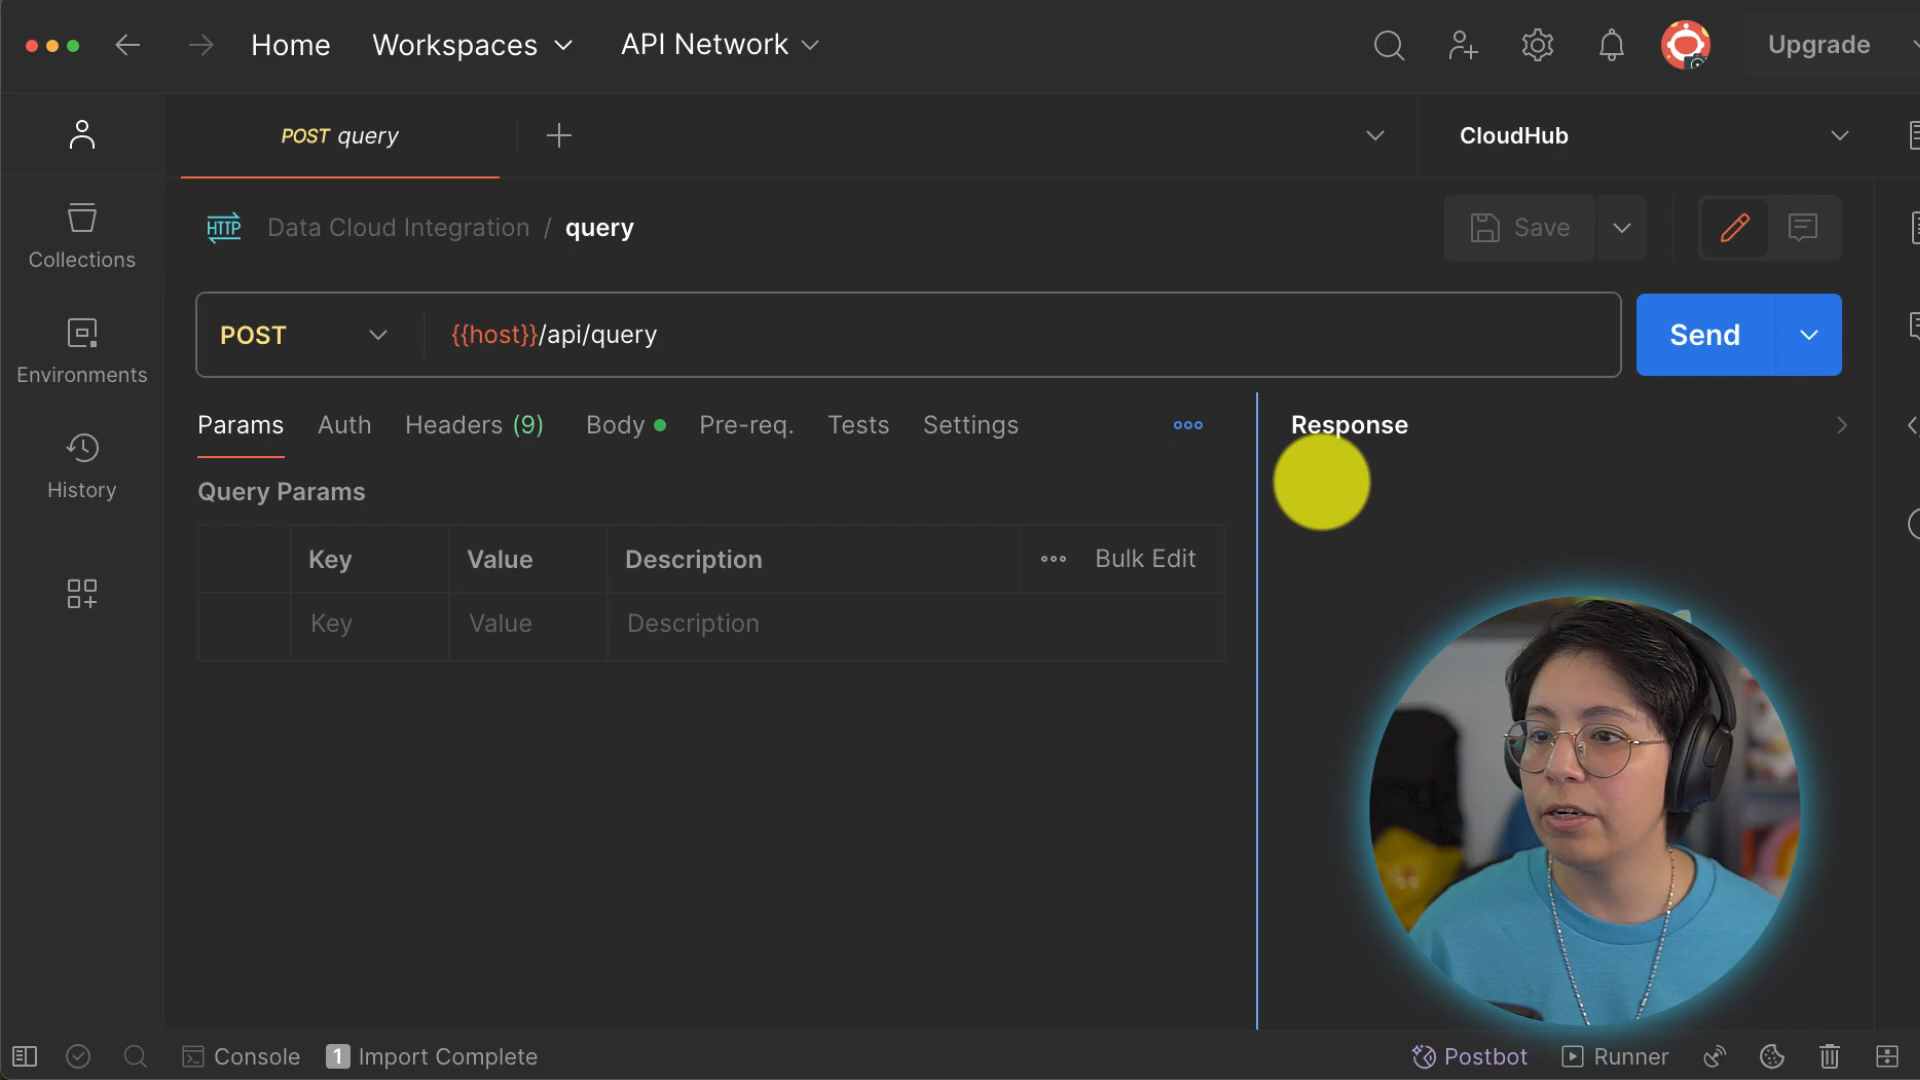 Home Workspaces API Network Upgrade
POST query CloudHub
HTTP Data Cloud Integration / query Save
POST {{host}}/api/query Send
Params Auth Headers (9) Body Pre-req. Tests Settings Response
Collections
Environments
History
Query Params
Key Value Description Bulk Edit
Key Value Description
Console 1 Import Complete Postbot Runner